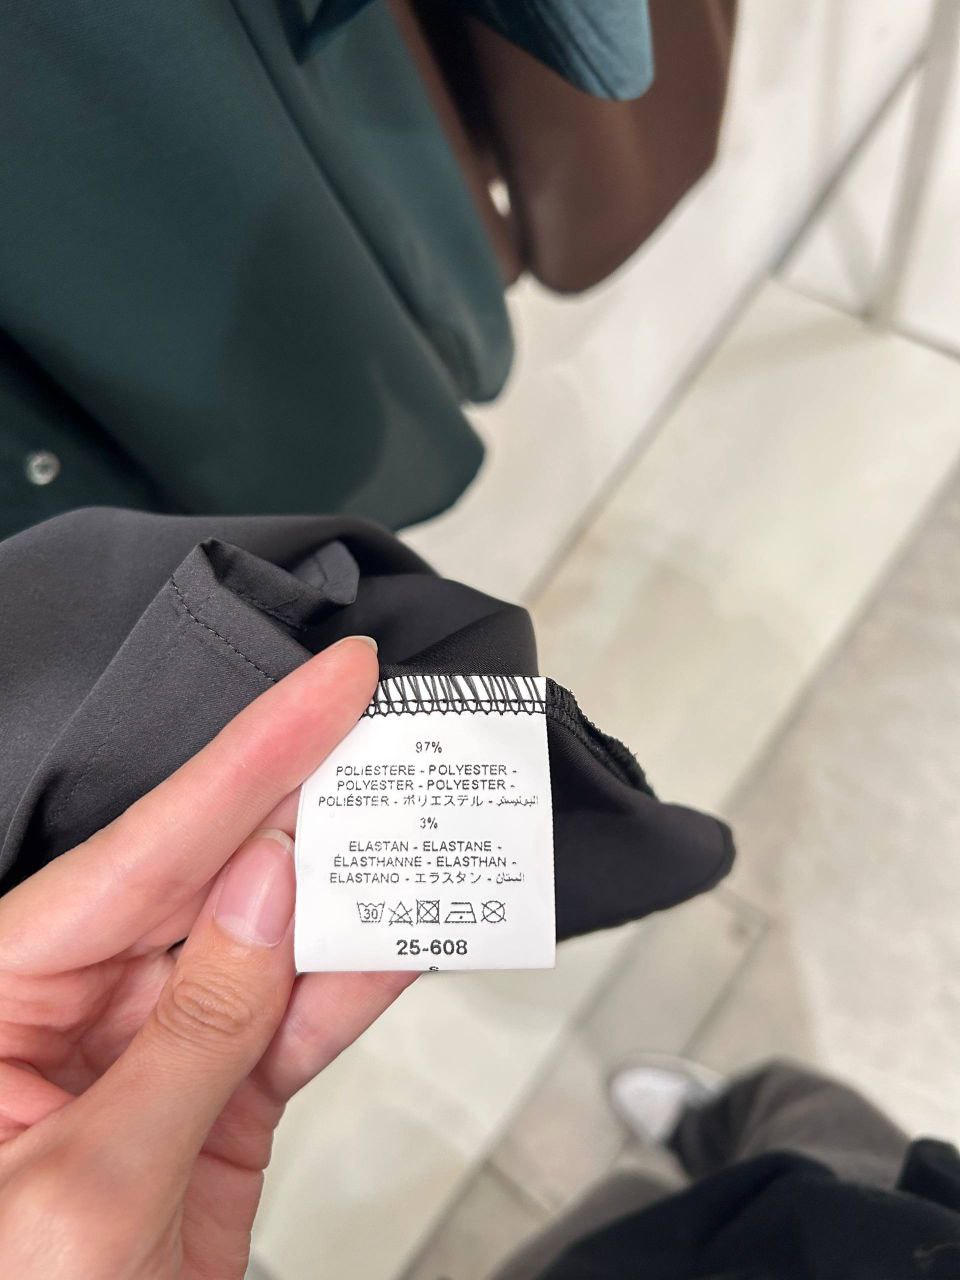 97%
POLIESTERE - POLYESTER -
POLYESTER - POLYESTER -
POLIÉSTER - ポリエステル - البوليستر
3%
ELASTAN - ELASTANE -
ÉLASTHANNE - ELASTHAN -
ELASTANO - エラスタン - الستان
30
25-608